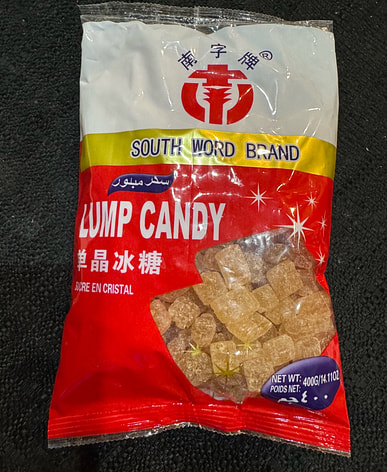 南字牌®
SOUTH WORD BRAND
سكر مبلور
LUMP CANDY
单晶冰糖
SUCRE EN CRISTAL
NET WT: 400G/14.11OZ
POIDS NET:
٤٠٠